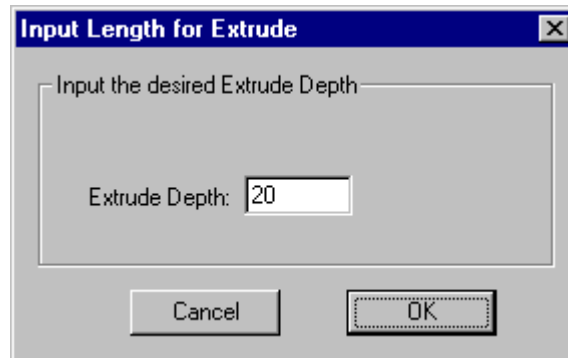 Input Length for Extrude
Input the desired Extrude Depth
Extrude Depth: 20
Cancel OK